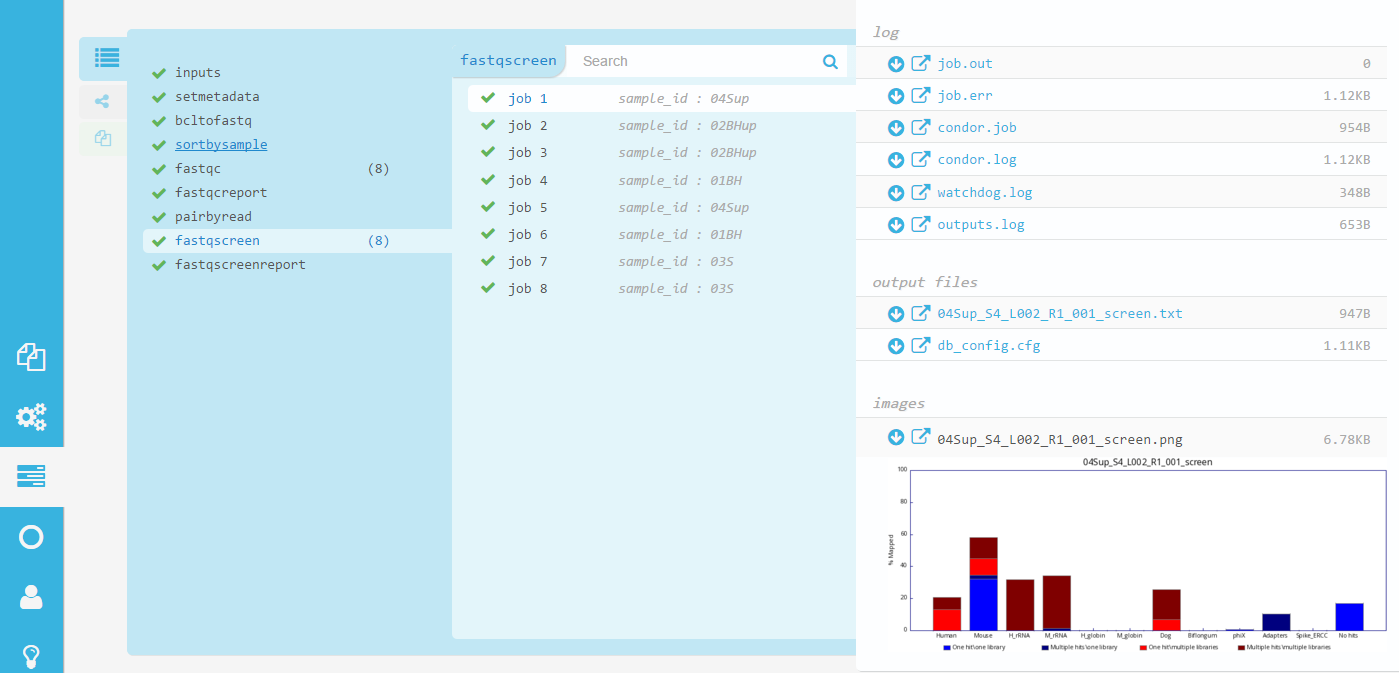 inputs
setmetadata
bcltofastq
sortbysample
fastqc (8)
fastqcreport
pairbyread
fastqscreen (8)
fastqscreenreport
fastqscreen Search
job 1 sample_id : 04Sup
job 2 sample_id : 02BHup
job 3 sample_id : 02BHup
job 4 sample_id : 01BH
job 5 sample_id : 04Sup
job 6 sample_id : 01BH
job 7 sample_id : 03S
job 8 sample_id : 03S
log
job.out 0
job.err 1.12KB
condor.job 954B
condor.log 1.12KB
watchdog.log 348B
outputs.log 653B
output files
04Sup_S4_L002_R1_001_screen.txt 947B
db_config.cfg 1.11KB
images
04Sup_S4_L002_R1_001_screen.png 6.78KB
04Sup_S4_L002_R1_001_screen
100
80
60
40
20
0
% Mapped
Human Mouse H_rRNA M_rRNA H_globin M_globin Dog Biflongum phiX Adapters Spike_ERCC No hits
One hit\one library Multiple hits\one library One hit\multiple libraries Multiple hits\multiple libraries